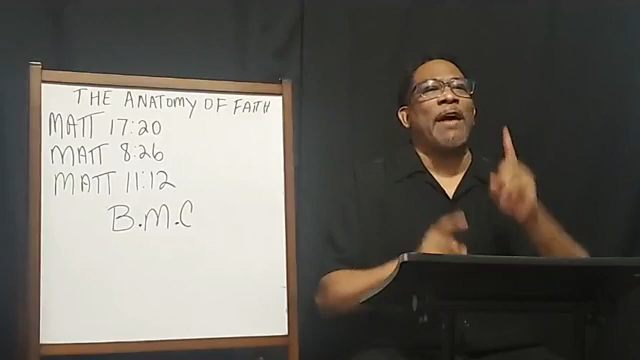 THE ANATOMY OF FAITH
MATT 17:20
MATT 8:26
MATT 11:12
B.M.C